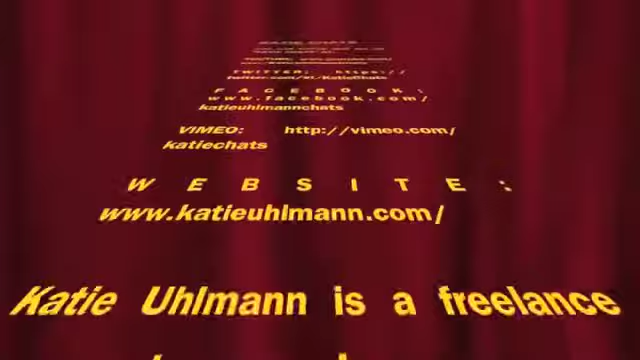 TWITTER: https://
twitter.com/#!/KatieChats
FACEBOOK:
www.facebook.com/
katieuhlmannchats
VIMEO: http://vimeo.com/
katiechats
WEBSITE:
www.katieuhlmann.com/
Katie Uhlmann is a freelance